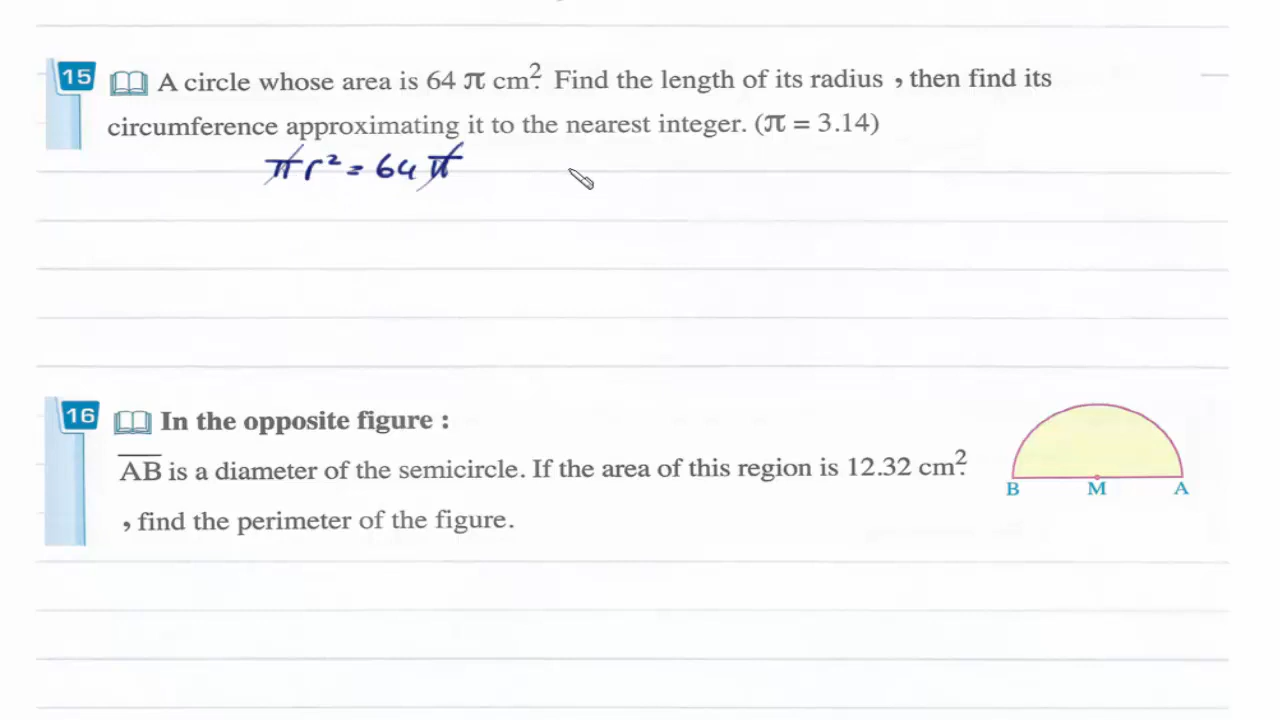 15 A circle whose area is 64 π cm². Find the length of its radius , then find its
circumference approximating it to the nearest integer. (π = 3.14)
πr² = 64π
16 In the opposite figure :
AB is a diameter of the semicircle. If the area of this region is 12.32 cm².
, find the perimeter of the figure.
B M A